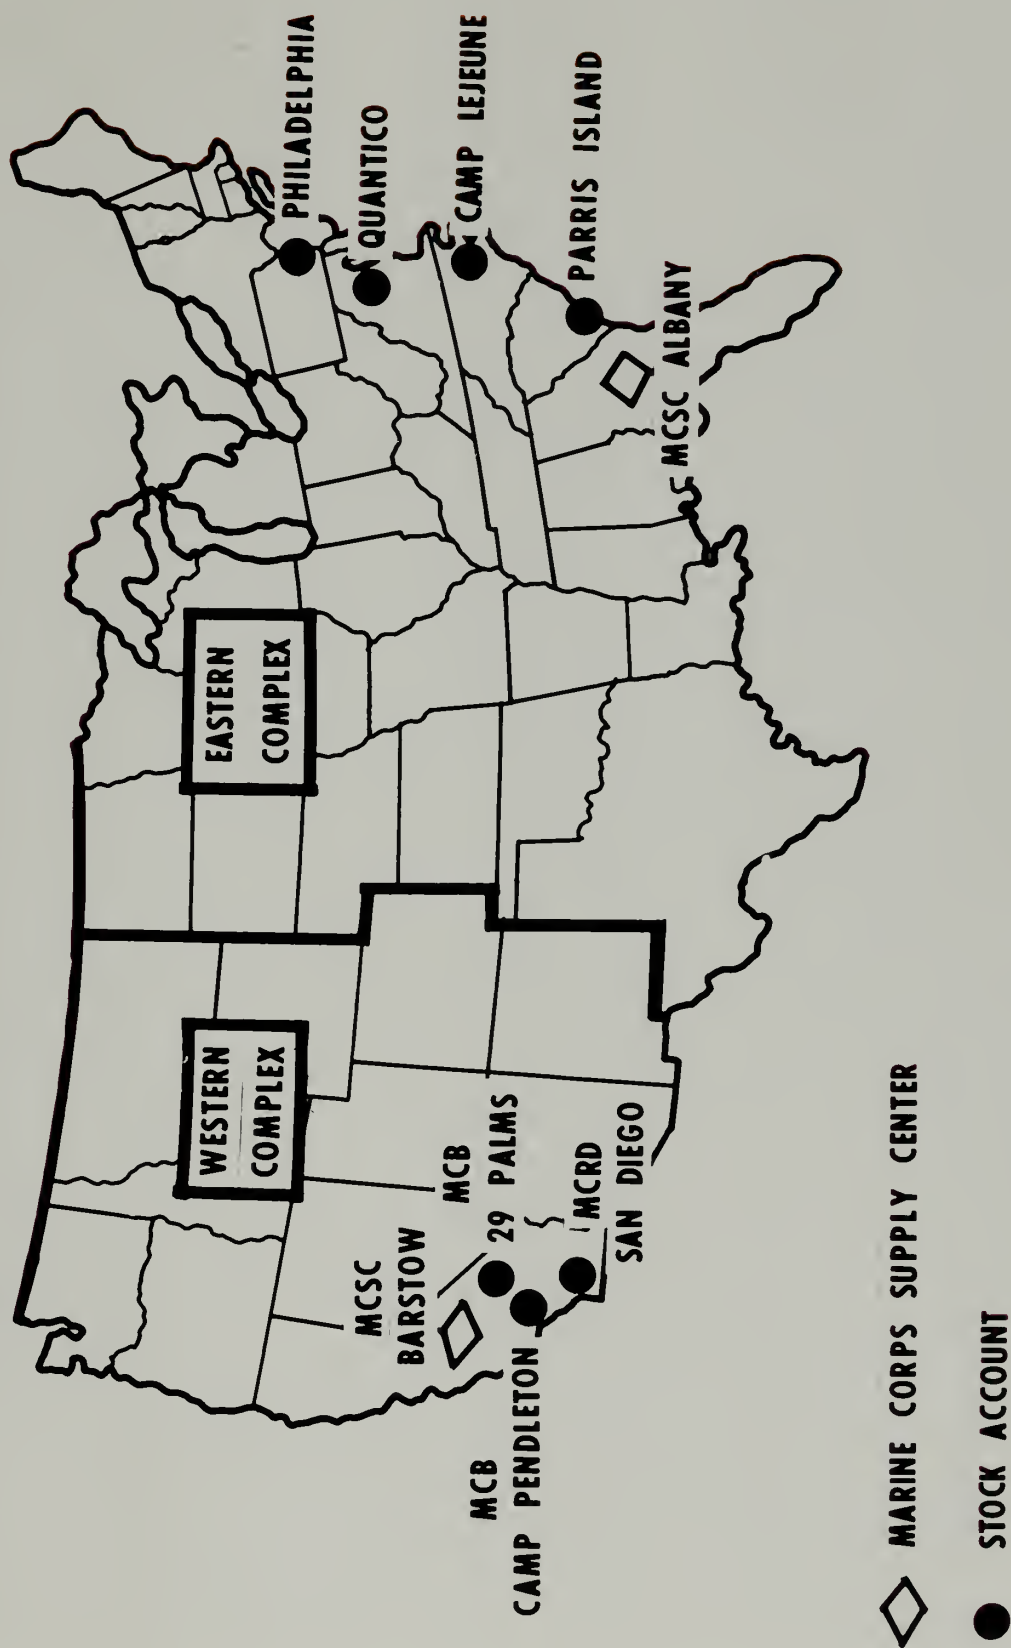 WESTERN
COMPLEX
EASTERN
COMPLEX
PHILADELPHIA
QUANTICO
CAMP LEJEUNE
PARRIS ISLAND
MCSC ALBANY
MCSC
BARSTOW
MCB
29 PALMS
MCB
CAMP PENDLETON
MCRD
SAN DIEGO
MARINE CORPS SUPPLY CENTER
STOCK ACCOUNT